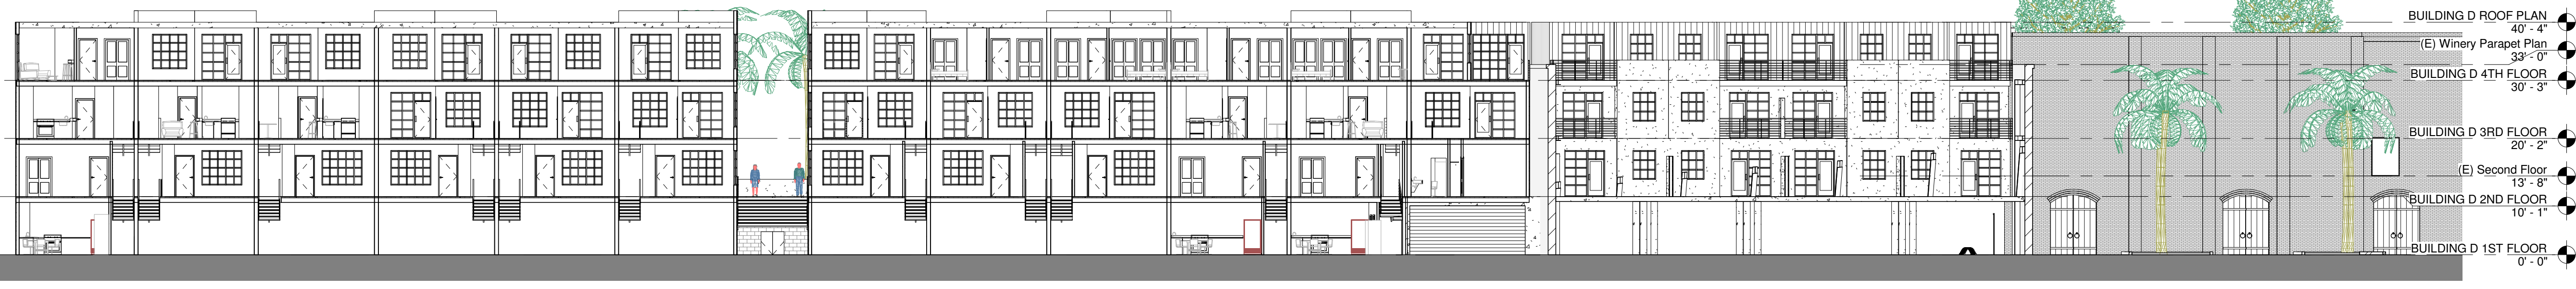 BUILDING D ROOF PLAN
40' - 4"
(E) Winery Parapet Plan
33' - 0"
BUILDING D 4TH FLOOR
30' - 3"
BUILDING D 3RD FLOOR
20' - 2"
(E) Second Floor
13' - 8"
BUILDING D 2ND FLOOR
10' - 1"
BUILDING D 1ST FLOOR
0' - 0"